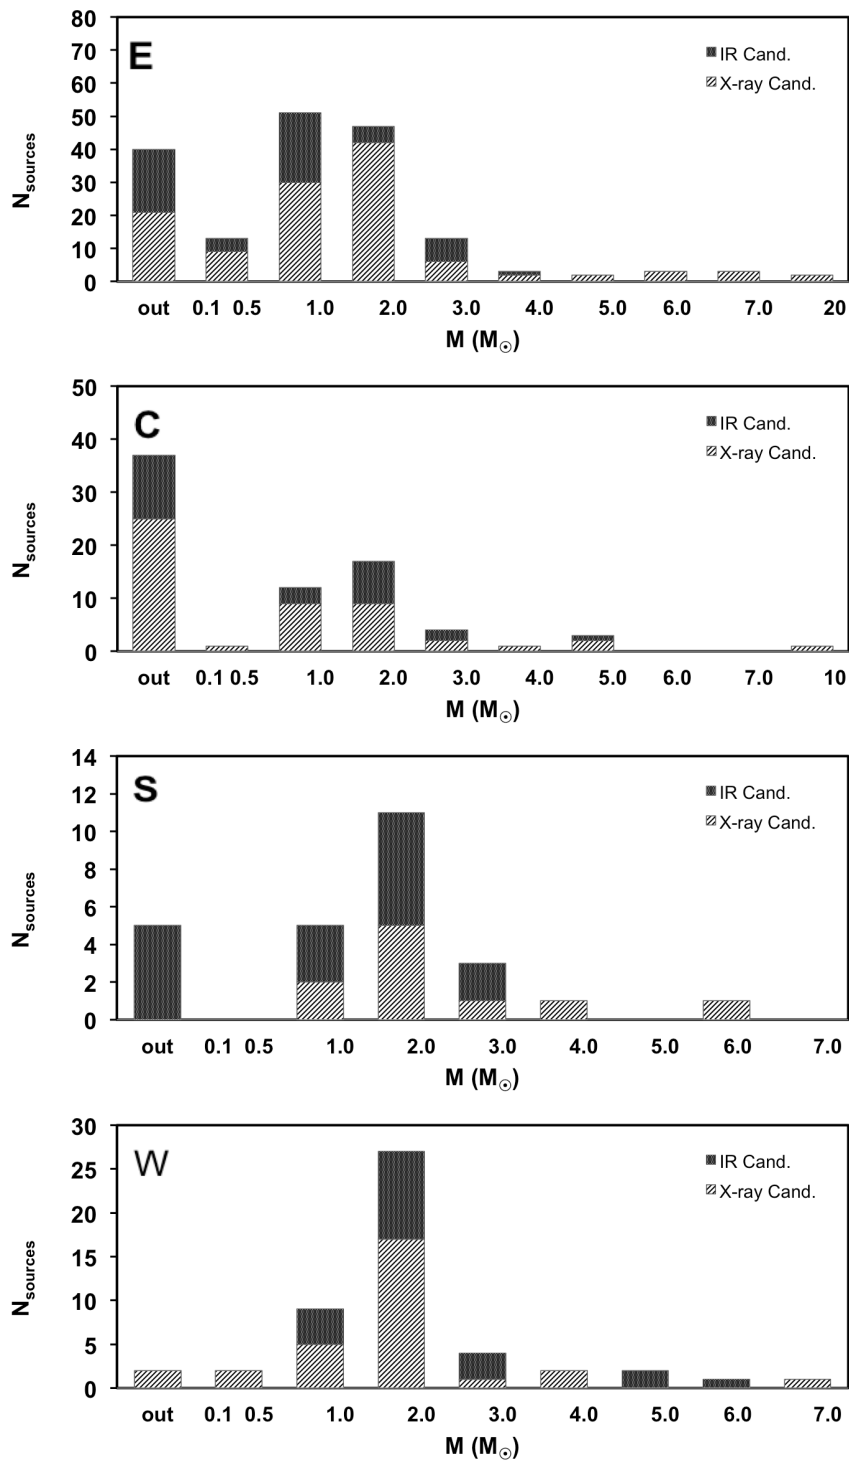 80
E
IR Cand.
70
X-ray Cand.
60
50
40
30
20
10
0
Nsources
out 0.1 0.5 1.0 2.0 3.0 4.0 5.0 6.0 7.0 20
M (M☉)
50
C
IR Cand.
40
X-ray Cand.
30
20
10
0
Nsources
out 0.1 0.5 1.0 2.0 3.0 4.0 5.0 6.0 7.0 10
M (M☉)
14
S
IR Cand.
12
X-ray Cand.
10
8
6
4
2
0
Nsources
out 0.1 0.5 1.0 2.0 3.0 4.0 5.0 6.0 7.0
M (M☉)
30
W
IR Cand.
25
X-ray Cand.
20
15
10
5
0
Nsources
out 0.1 0.5 1.0 2.0 3.0 4.0 5.0 6.0 7.0
M (M☉)